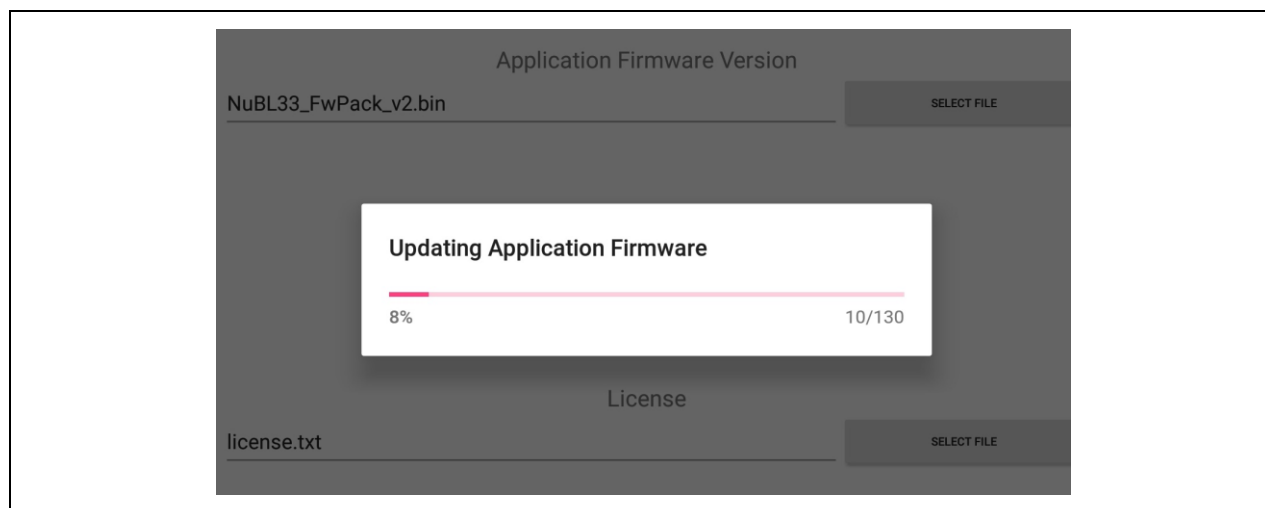 Application Firmware Version
NuBL33_FwPack_v2.bin
SELECT FILE
Updating Application Firmware
8%
10/130
License
license.txt
SELECT FILE